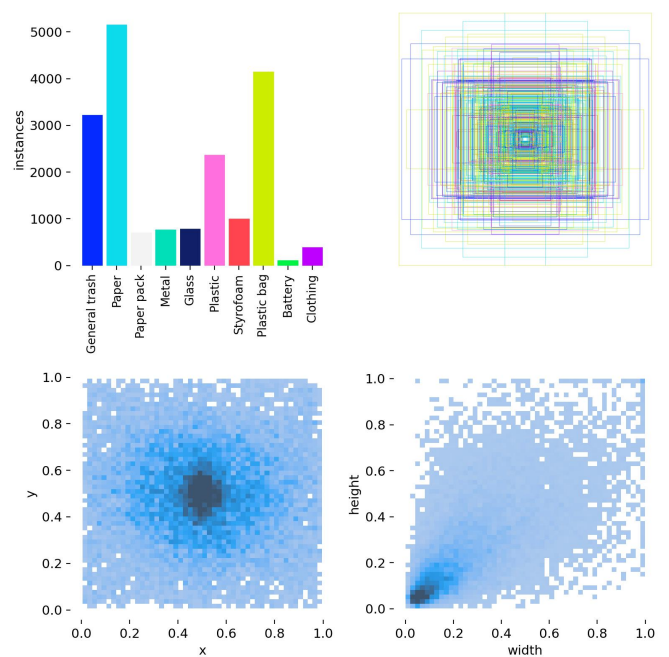 5000
4000
3000
2000
1000
0
instances
General trash
Paper
Paper pack
Metal
Glass
Plastic
Styrofoam
Plastic bag
Battery
Clothing
1.0
0.8
0.6
0.4
0.2
0.0
y
0.0 0.2 0.4 0.6 0.8 1.0
x
1.0
0.8
0.6
0.4
0.2
0.0
height
0.0 0.2 0.4 0.6 0.8 1.0
width